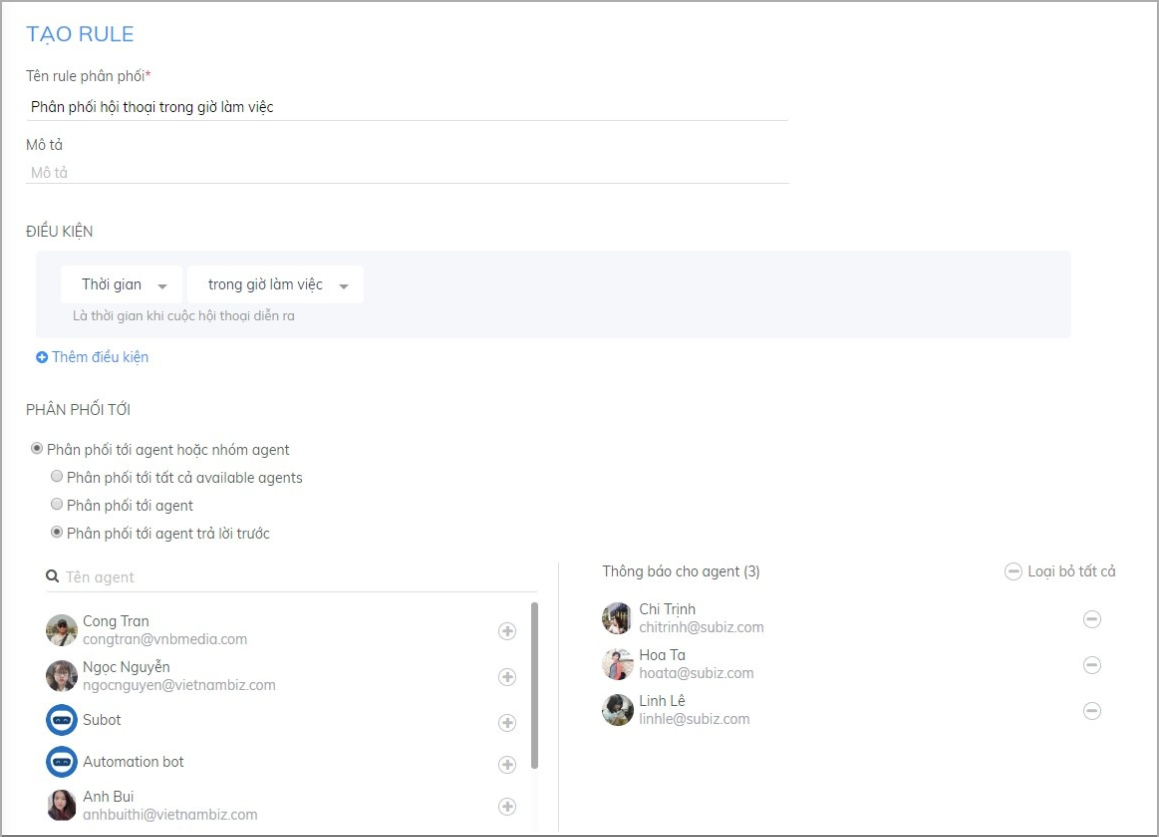 TẠO RULE
Tên rule phân phối*
Phân phối hội thoại trong giờ làm việc
Mô tả
Mô tả
ĐIỀU KIỆN
Thời gian trong giờ làm việc
Là thời gian khi cuộc hội thoại diễn ra
Thêm điều kiện
PHÂN PHỐI TỚI
Phân phối tới agent hoặc nhóm agent
Phân phối tới tất cả available agents
Phân phối tới agent
Phân phối tới agent trả lời trước
Tên agent
Cong Tran
congtran@vnbmedia.com
Ngọc Nguyễn
ngocnguyen@vietnambiz.com
Subot
Automation bot
Anh Bui
anhbuithi@vietnambiz.com
Thông báo cho agent (3) Loại bỏ tất cả
Chi Trịnh
chitrinh@subiz.com
Hoa Ta
hoata@subiz.com
Linh Lê
linhle@subiz.com